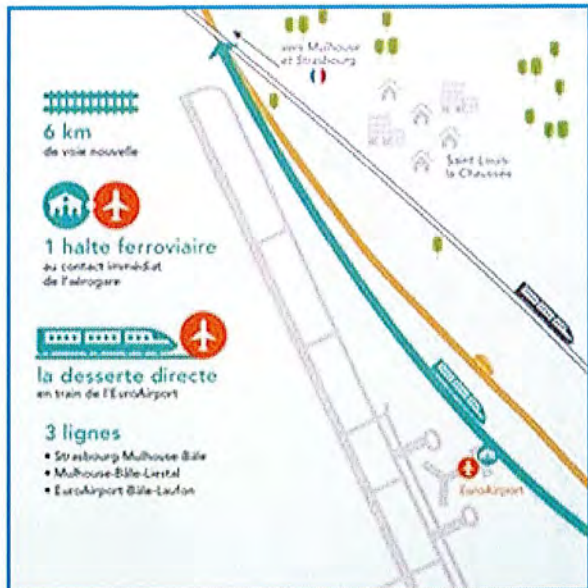 vers Mulhouse
et Strasbourg
6 km
de voie nouvelle
Saint Louis
la Chaussée
1 halte ferroviaire
au contact immédiat
de l'aérogare
la desserte directe
en train de l'EuroAirport
3 lignes
• Strasbourg-Mulhouse-Bâle
• Mulhouse-Bâle-Liestal
• EuroAirport-Bâle-Laufon
EuroAirport